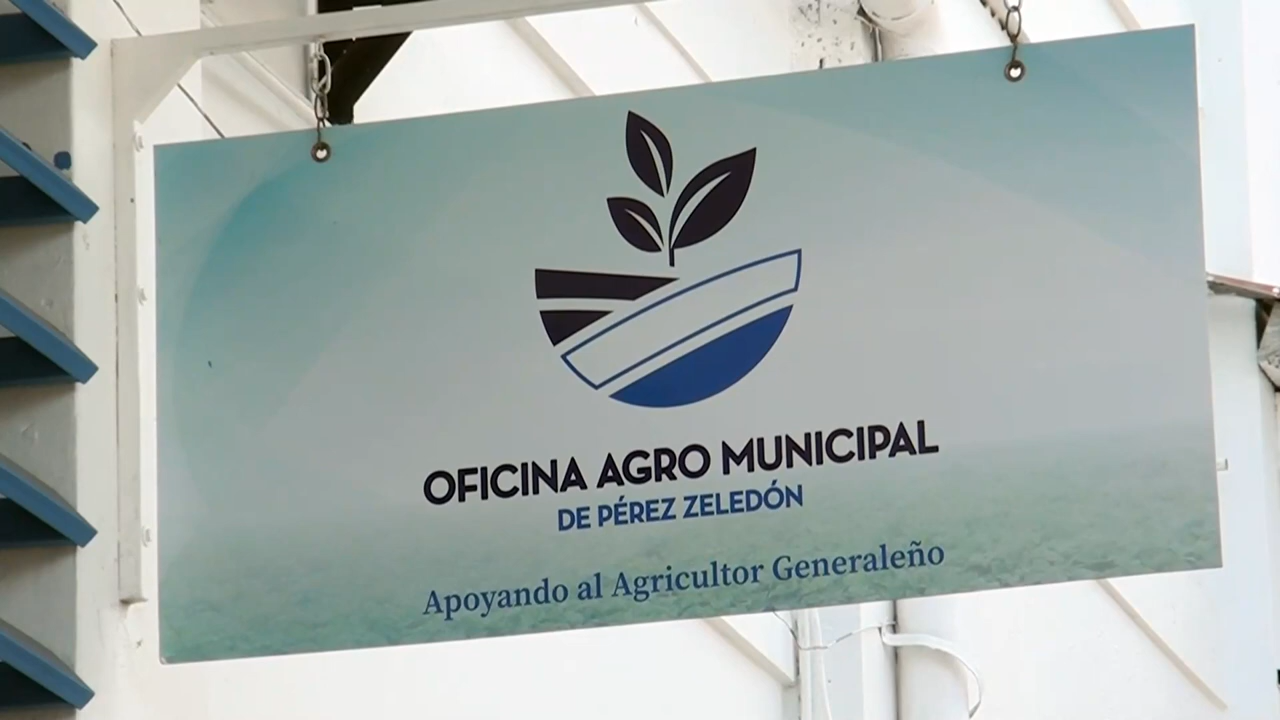 OFICINA AGRO MUNICIPAL
DE PÉREZ ZELEDÓN
Apoyando al Agricultor Generaleño